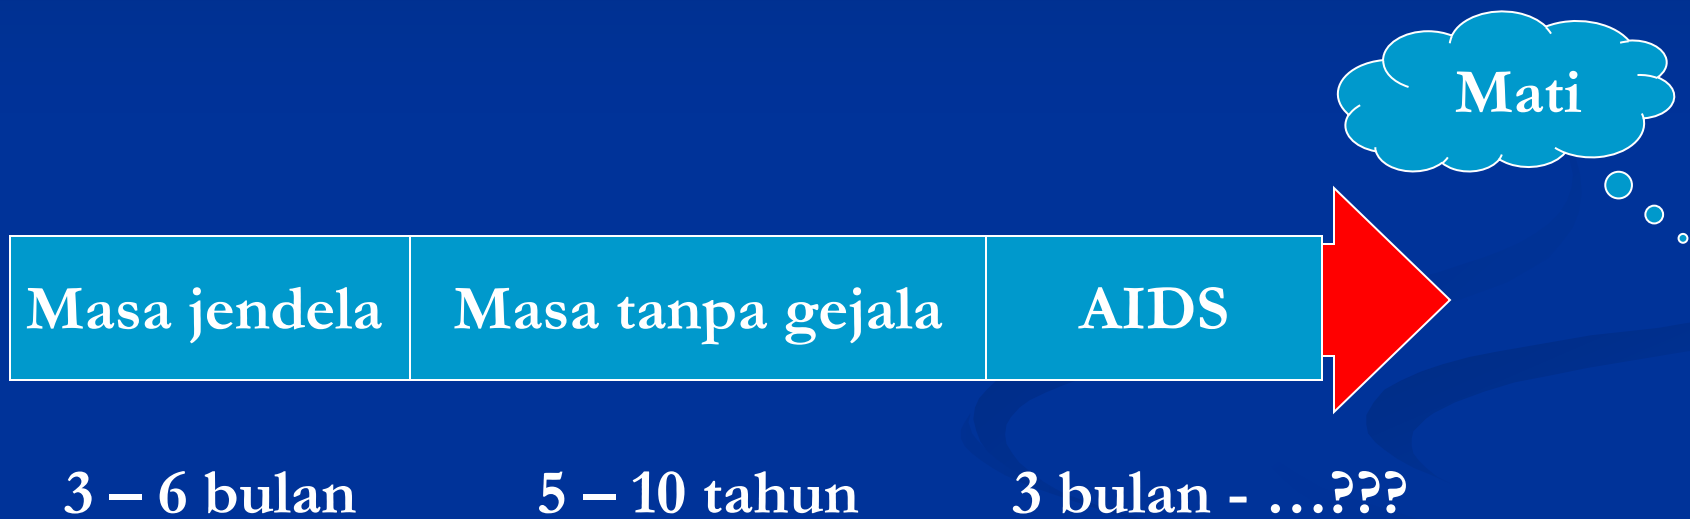 Mati
Masa jendela
Masa tanpa gejala
AIDS
3 – 6 bulan
5 – 10 tahun
3 bulan - …???